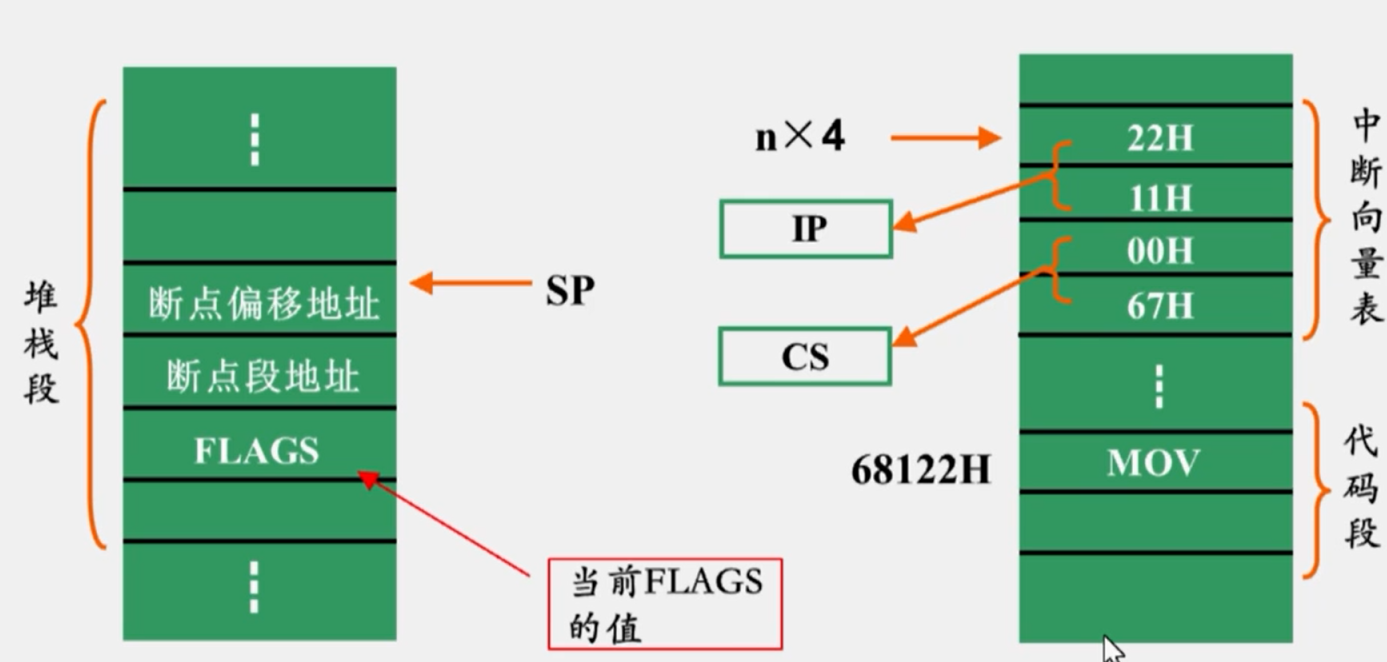 堆栈段
断点偏移地址
断点段地址
FLAGS
SP
当前FLAGS
的值
n×4
IP
CS
68122H
22H
11H
00H
67H
MOV
中断向量表
代码段